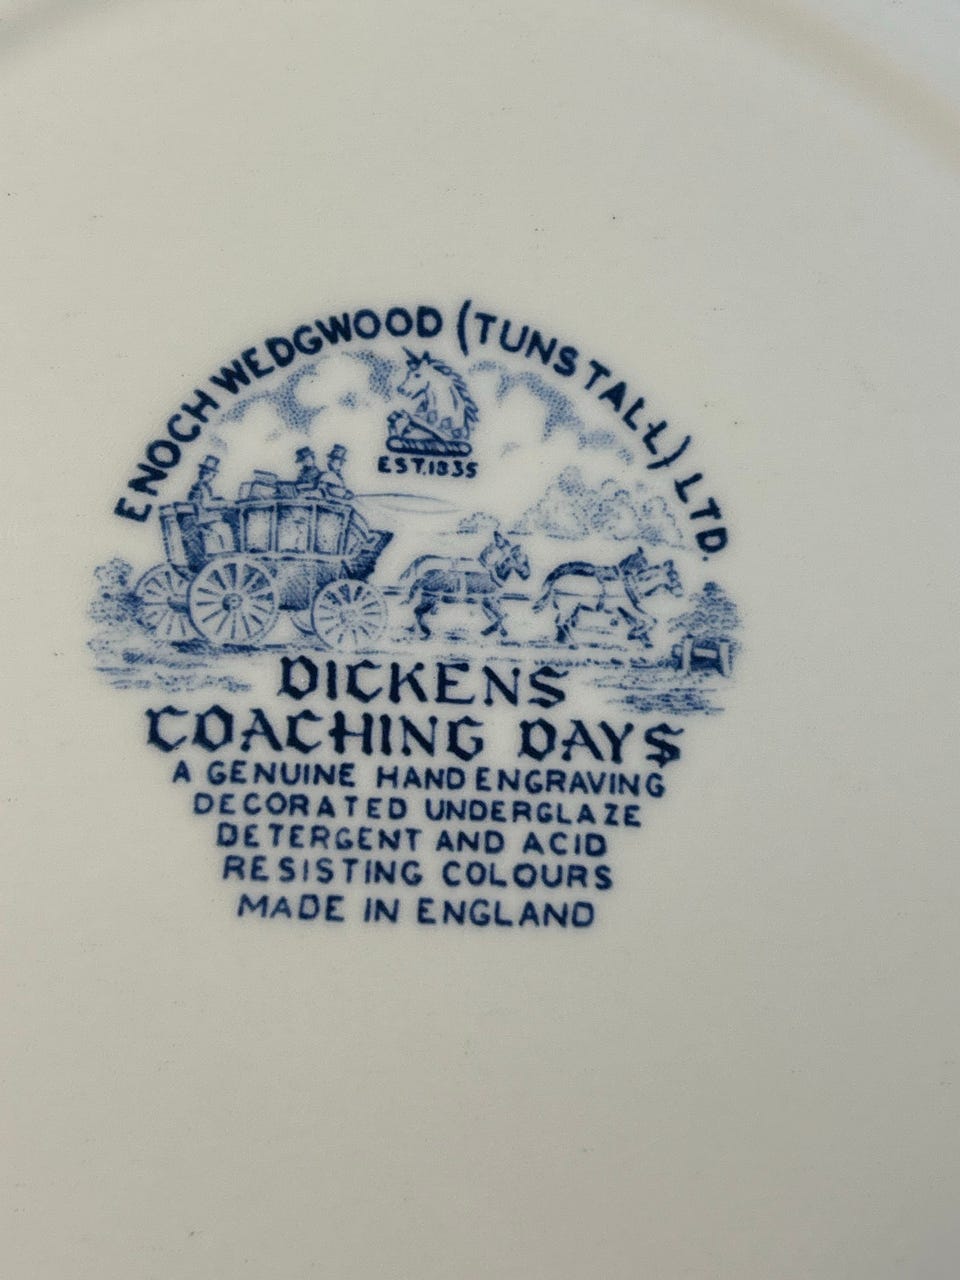 ENOCH WEDGWOOD (TUNSTALL) LTD.
EST. 1835
DICKENS
COACHING DAYS
A GENUINE HAND ENGRAVING
DECORATED UNDERGLAZE
DETERGENT AND ACID
RESISTING COLOURS
MADE IN ENGLAND